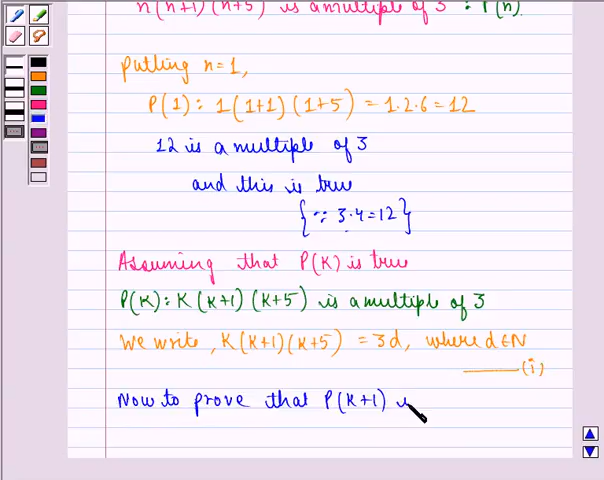 n(n+1)(n+5) is a multiple of 3 : P(n).
Putting n=1,
P(1): 1(1+1)(1+5) = 1.2.6 = 12
12 is a multiple of 3
and this is true
{∵ 3.4=12}
Assuming that P(K) is true
P(K): K(K+1)(K+5) is a multiple of 3
We write, K(K+1)(K+5) = 3d, where d∈N
——— (i)
Now to prove that P(K+1)